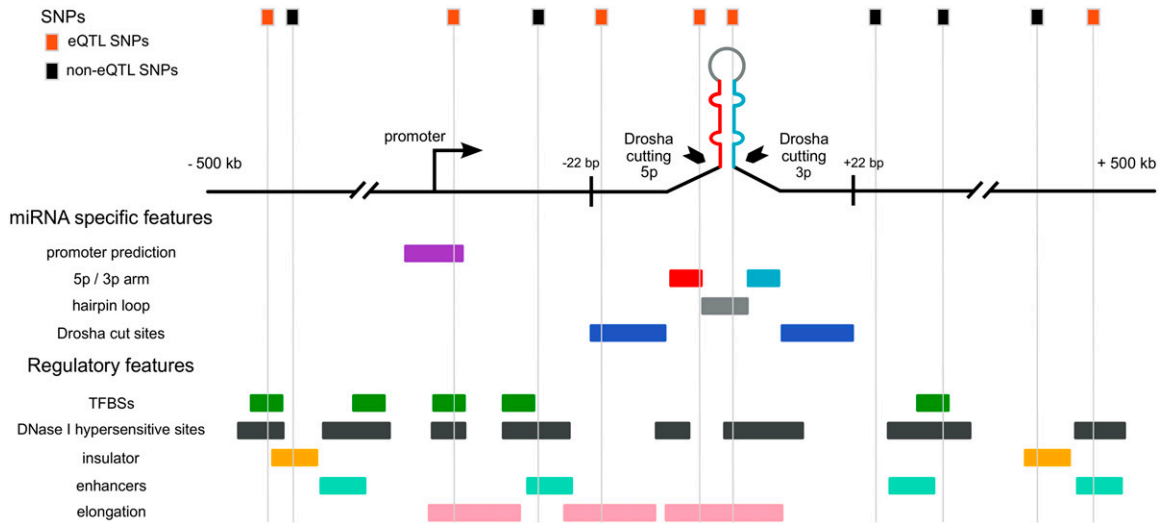 SNPs
eQTL SNPs
non-eQTL SNPs
promoter
Drosha
cutting
5p
Drosha
cutting
3p
- 500 kb
-22 bp
+22 bp
+ 500 kb
miRNA specific features
promoter prediction
5p / 3p arm
hairpin loop
Drosha cut sites
Regulatory features
TFBSs
DNase I hypersensitive sites
insulator
enhancers
elongation